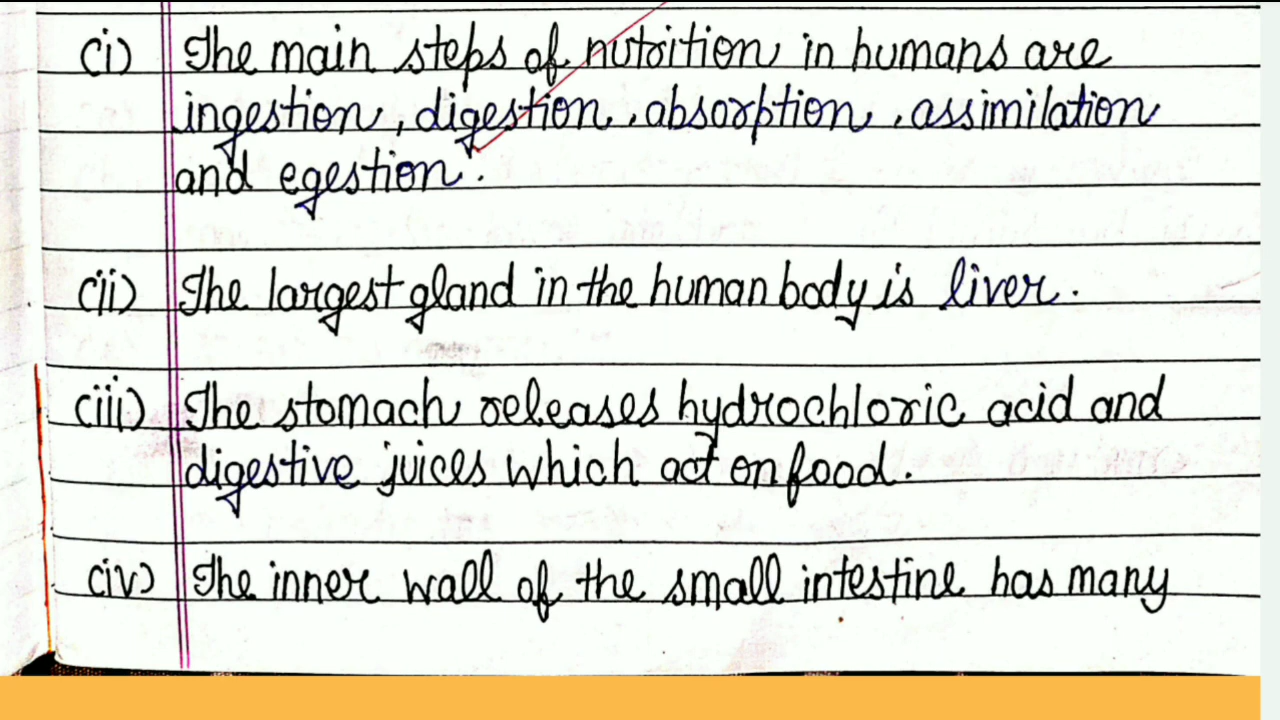 (i) The main steps of nutrition in humans are
ingestion, digestion, absorption, assimilation
and egestion.
(ii) The largest gland in the human body is liver.
(iii) The stomach releases hydrochloric acid and
digestive juices which act on food.
(iv) The inner wall of the small intestine has many